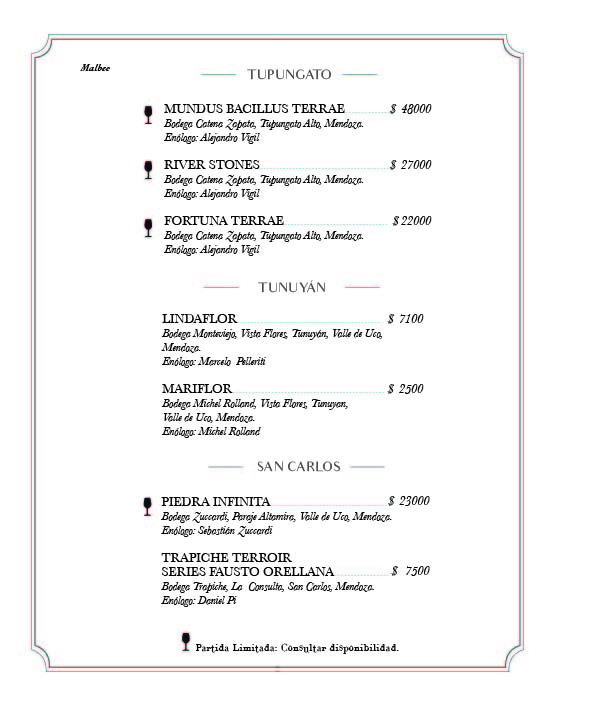 Malbec
TUPUNGATO
MUNDUS BACILLUS TERRAE $ 48000
Bodega Catena Zapata, Tupungato Alto, Mendoza.
Enólogo: Alejandro Vigil
RIVER STONES $ 27000
Bodega Catena Zapata, Tupungato Alto, Mendoza.
Enólogo: Alejandro Vigil
FORTUNA TERRAE $ 22000
Bodega Catena Zapata, Tupungato Alto, Mendoza.
Enólogo: Alejandro Vigil
TUNUYÁN
LINDAFLOR $ 7100
Bodega Monteviejo, Vista Flores, Tunuyán, Valle de Uco,
Mendoza.
Enólogo: Marcelo Pelleriti
MARIFLOR $ 2500
Bodega Michel Rolland, Vista Flores, Tunuyan,
Valle de Uco, Mendoza.
Enólogo: Michel Rolland
SAN CARLOS
PIEDRA INFINITA $ 23000
Bodega Zuccardi, Paraje Altamira, Valle de Uco, Mendoza.
Enólogo: Sebastián Zuccardi
TRAPICHE TERROIR
SERIES FAUSTO ORELLANA $ 7500
Bodega Trapiche, La Consulta, San Carlos, Mendoza.
Enólogo: Daniel Pi
Partida Limitada: Consultar disponibilidad.